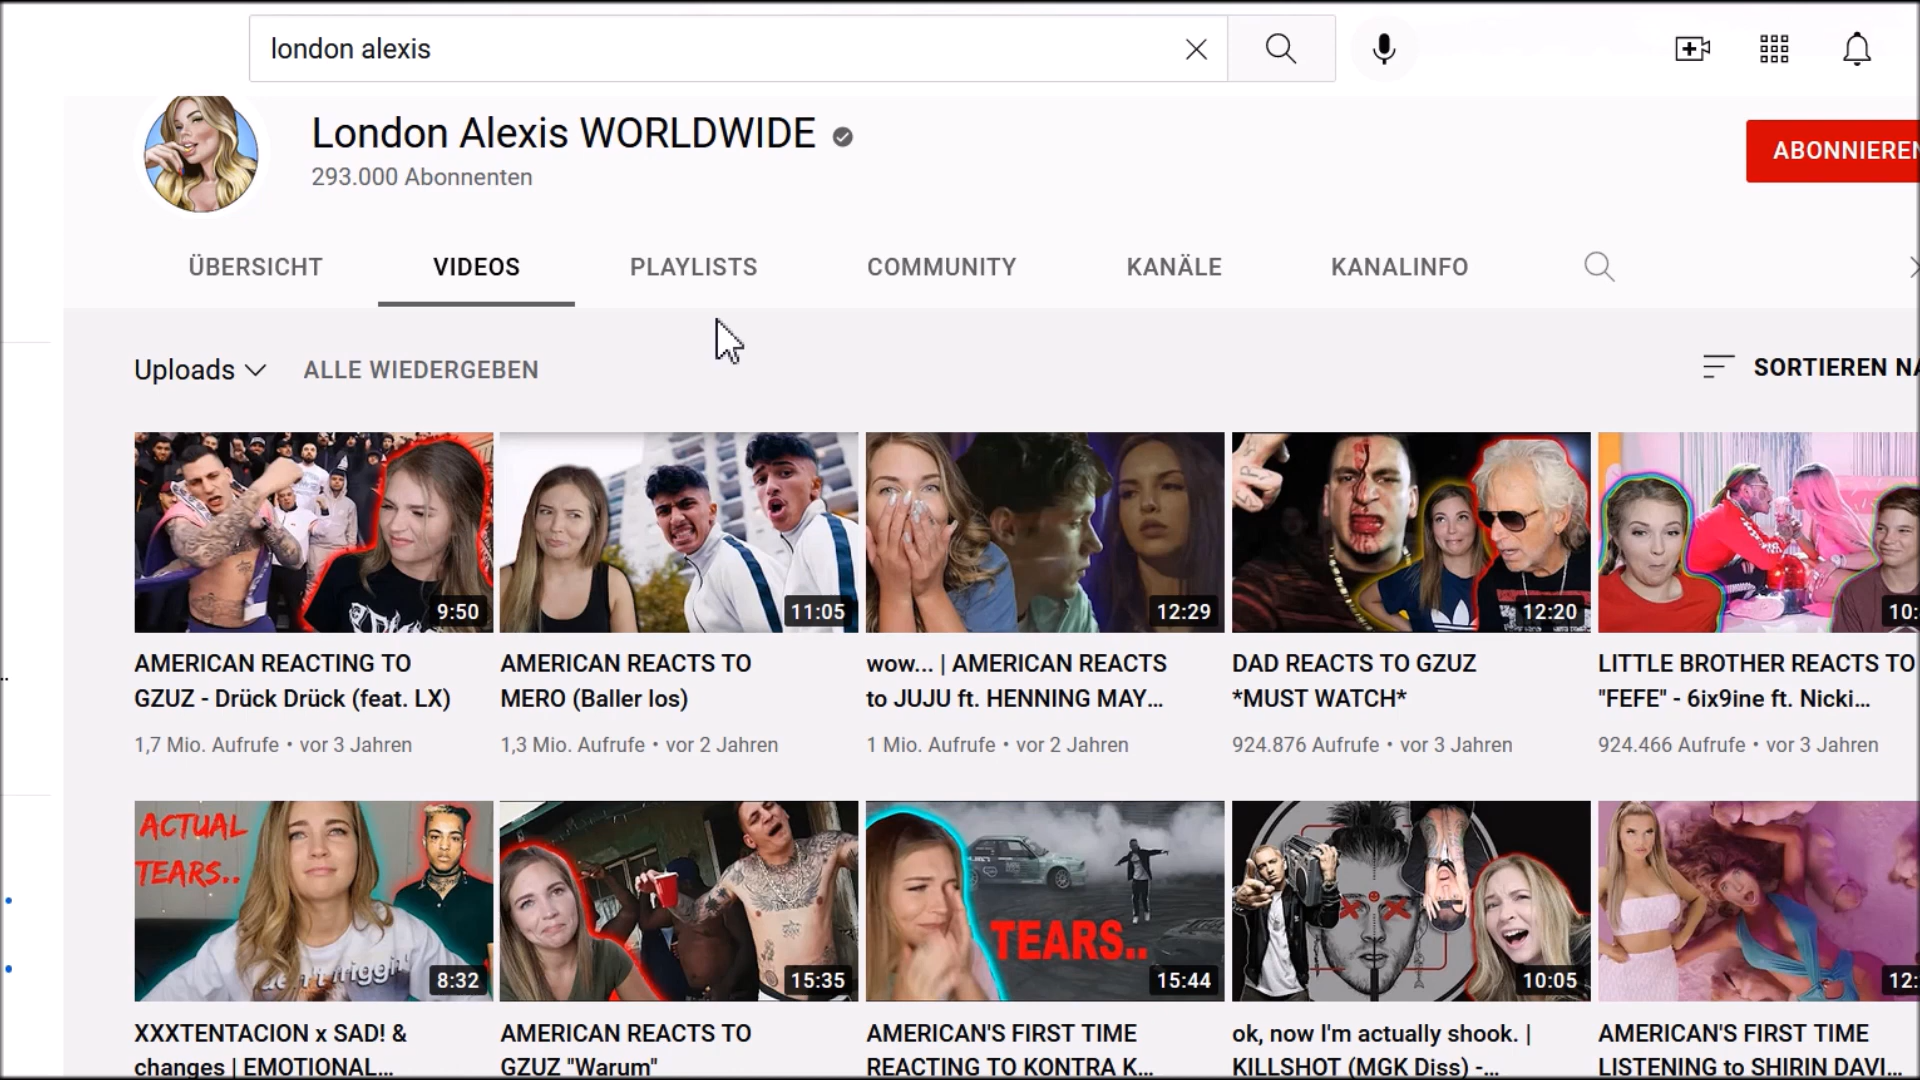 london alexis
London Alexis WORLDWIDE
293.000 Abonnenten
ABONNIEREN
ÜBERSICHT
VIDEOS
PLAYLISTS
COMMUNITY
KANÄLE
KANALINFO
Uploads
ALLE WIEDERGEBEN
SORTIEREN NA
9:50
11:05
12:29
12:20
10:
AMERICAN REACTING TO
GZUZ - Drück Drück (feat. LX)
1,7 Mio. Aufrufe • vor 3 Jahren
AMERICAN REACTS TO
MERO (Baller los)
1,3 Mio. Aufrufe • vor 2 Jahren
wow... | AMERICAN REACTS
to JUJU ft. HENNING MAY...
1 Mio. Aufrufe • vor 2 Jahren
DAD REACTS TO GZUZ
*MUST WATCH*
924.876 Aufrufe • vor 3 Jahren
LITTLE BROTHER REACTS TO
"FEFE" - 6ix9ine ft. Nicki...
924.466 Aufrufe • vor 3 Jahren
ACTUAL
TEARS..
8:32
15:35
TEARS..
15:44
10:05
12:
XXXTENTACION x SAD! &
changes | EMOTIONAL...
AMERICAN REACTS TO
GZUZ "Warum"
AMERICAN'S FIRST TIME
REACTING TO KONTRA K...
ok, now I'm actually shook. |
KILLSHOT (MGK Diss) -...
AMERICAN'S FIRST TIME
LISTENING to SHIRIN DAVI...